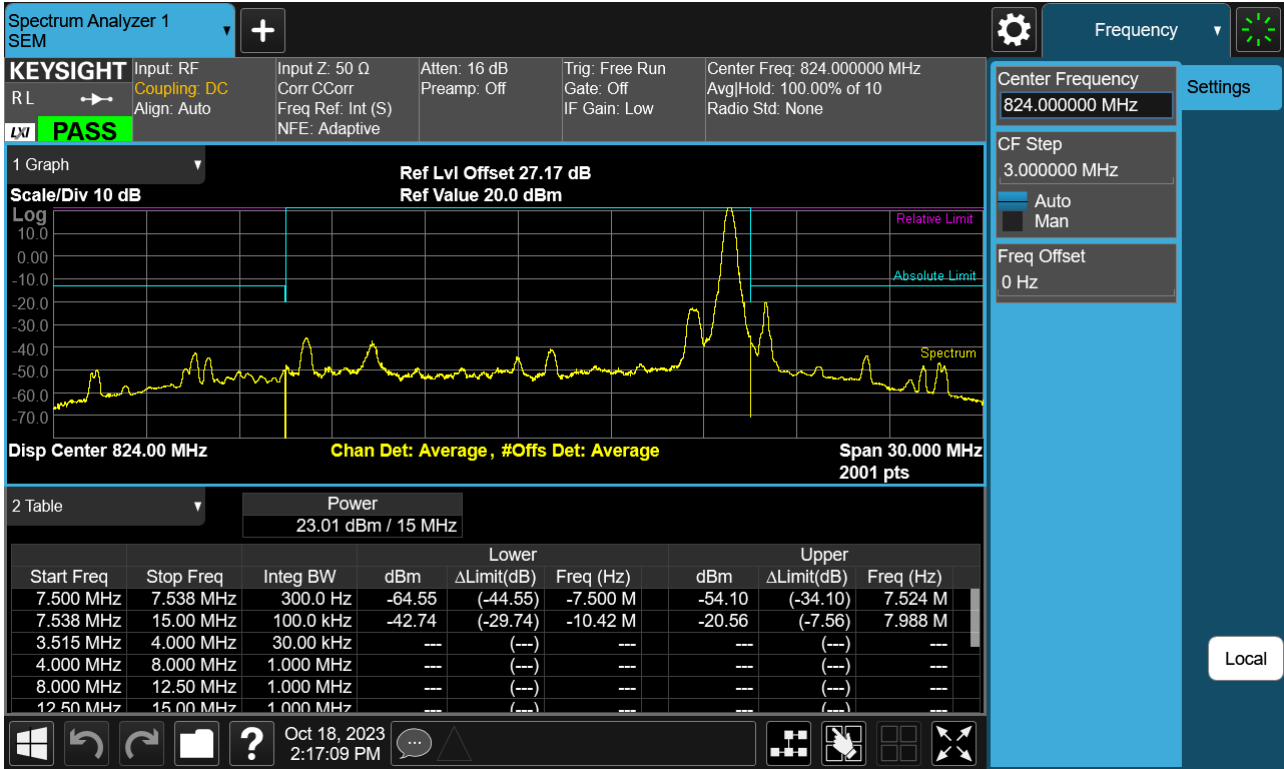 Spectrum Analyzer 1
SEM
Frequency
KEYSIGHT
R L
LXI
PASS
Input: RF
Coupling: DC
Align: Auto
Input Z: 50 Ω
Corr CCorr
Freq Ref: Int (S)
NFE: Adaptive
Atten: 16 dB
Preamp: Off
Trig: Free Run
Gate: Off
IF Gain: Low
Center Freq: 824.000000 MHz
Avg|Hold: 100.00% of 10
Radio Std: None
Center Frequency
824.000000 MHz
Settings
CF Step
3.000000 MHz
Auto
Man
Freq Offset
0 Hz
Local
1 Graph
Ref Lvl Offset 27.17 dB
Scale/Div 10 dB
Ref Value 20.0 dBm
Log
10.0
0.00
-10.0
-20.0
-30.0
-40.0
-50.0
-60.0
-70.0
Relative Limit
Absolute Limit
Spectrum
Disp Center 824.00 MHz
Chan Det: Average , #Offs Det: Average
Span 30.000 MHz
2001 pts
2 Table
Power
23.01 dBm / 15 MHz
Lower Upper
Start Freq Stop Freq Integ BW dBm ΔLimit(dB) Freq (Hz) dBm ΔLimit(dB) Freq (Hz)
7.500 MHz 7.538 MHz 300.0 Hz -64.55 (-44.55) -7.500 M -54.10 (-34.10) 7.524 M
7.538 MHz 15.00 MHz 100.0 kHz -42.74 (-29.74) -10.42 M -20.56 (-7.56) 7.988 M
3.515 MHz 4.000 MHz 30.00 kHz --- (---) --- --- (---) ---
4.000 MHz 8.000 MHz 1.000 MHz --- (---) --- --- (---) ---
8.000 MHz 12.50 MHz 1.000 MHz --- (---) --- --- (---) ---
12.50 MHz 15.00 MHz 1.000 MHz --- (---) --- --- (---) ---
?
Oct 18, 2023
2:17:09 PM